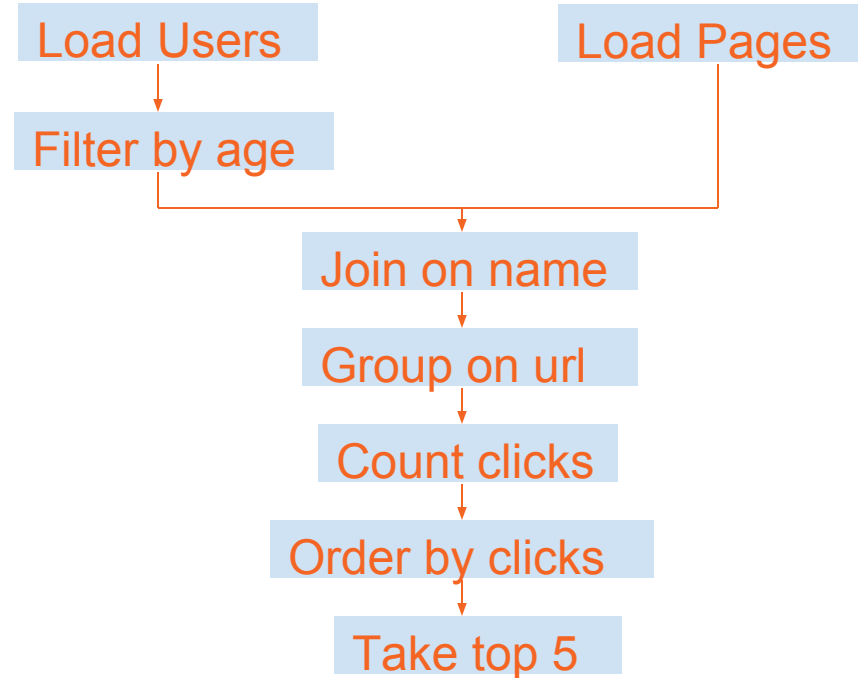 Load Users
Load Pages
Filter by age
Join on name
Group on url
Count clicks
Order by clicks
Take top 5